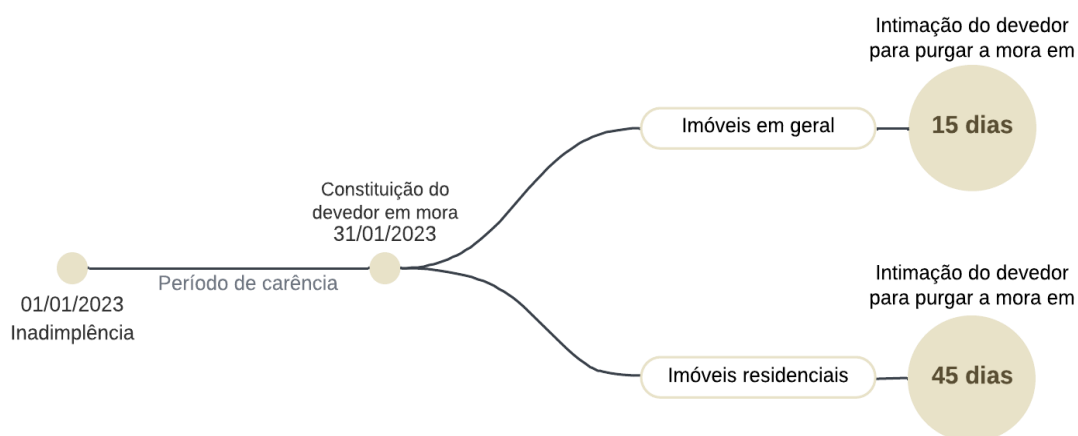 01/01/2023
Inadimplência
Período de carência
Constituição do
devedor em mora
31/01/2023
Imóveis em geral
Intimação do devedor
para purgar a mora em
15 dias
Imóveis residenciais
Intimação do devedor
para purgar a mora em
45 dias